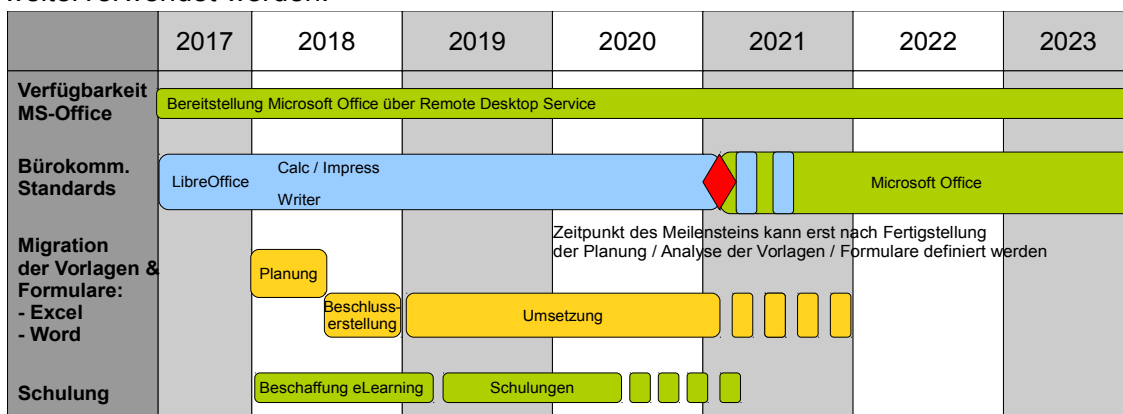 weiterverwendet werden.
2017 2018 2019 2020 2021 2022 2023
Verfügbarkeit
MS-Office
Bereitstellung Microsoft Office über Remote Desktop Service
Bürokomm.
Standards
LibreOffice
Calc / Impress
Writer
Microsoft Office
Zeitpunkt des Meilensteins kann erst nach Fertigstellung
der Planung / Analyse der Vorlagen / Formulare definiert werden
Migration
der Vorlagen &
Formulare:
- Excel
- Word
Planung
Beschluss-
erstellung
Umsetzung
Schulung
Beschaffung eLearning
Schulungen